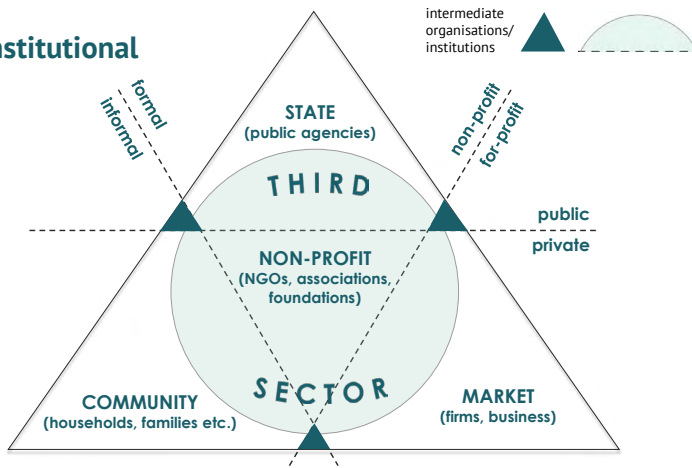 stitutional
intermediate
organisations/
institutions
formal
informal
non-profit
for-profit
STATE
(public agencies)
THIRD
public
private
NON-PROFIT
(NGOs, associations,
foundations)
SECTOR
COMMUNITY
(households, families etc.)
MARKET
(firms, business)